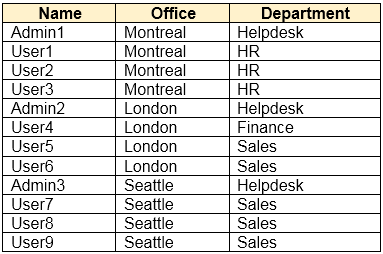 Name Office Department
Admin1 Montreal Helpdesk
User1 Montreal HR
User2 Montreal HR
User3 Montreal HR
Admin2 London Helpdesk
User4 London Finance
User5 London Sales
User6 London Sales
Admin3 Seattle Helpdesk
User7 Seattle Sales
User8 Seattle Sales
User9 Seattle Sales